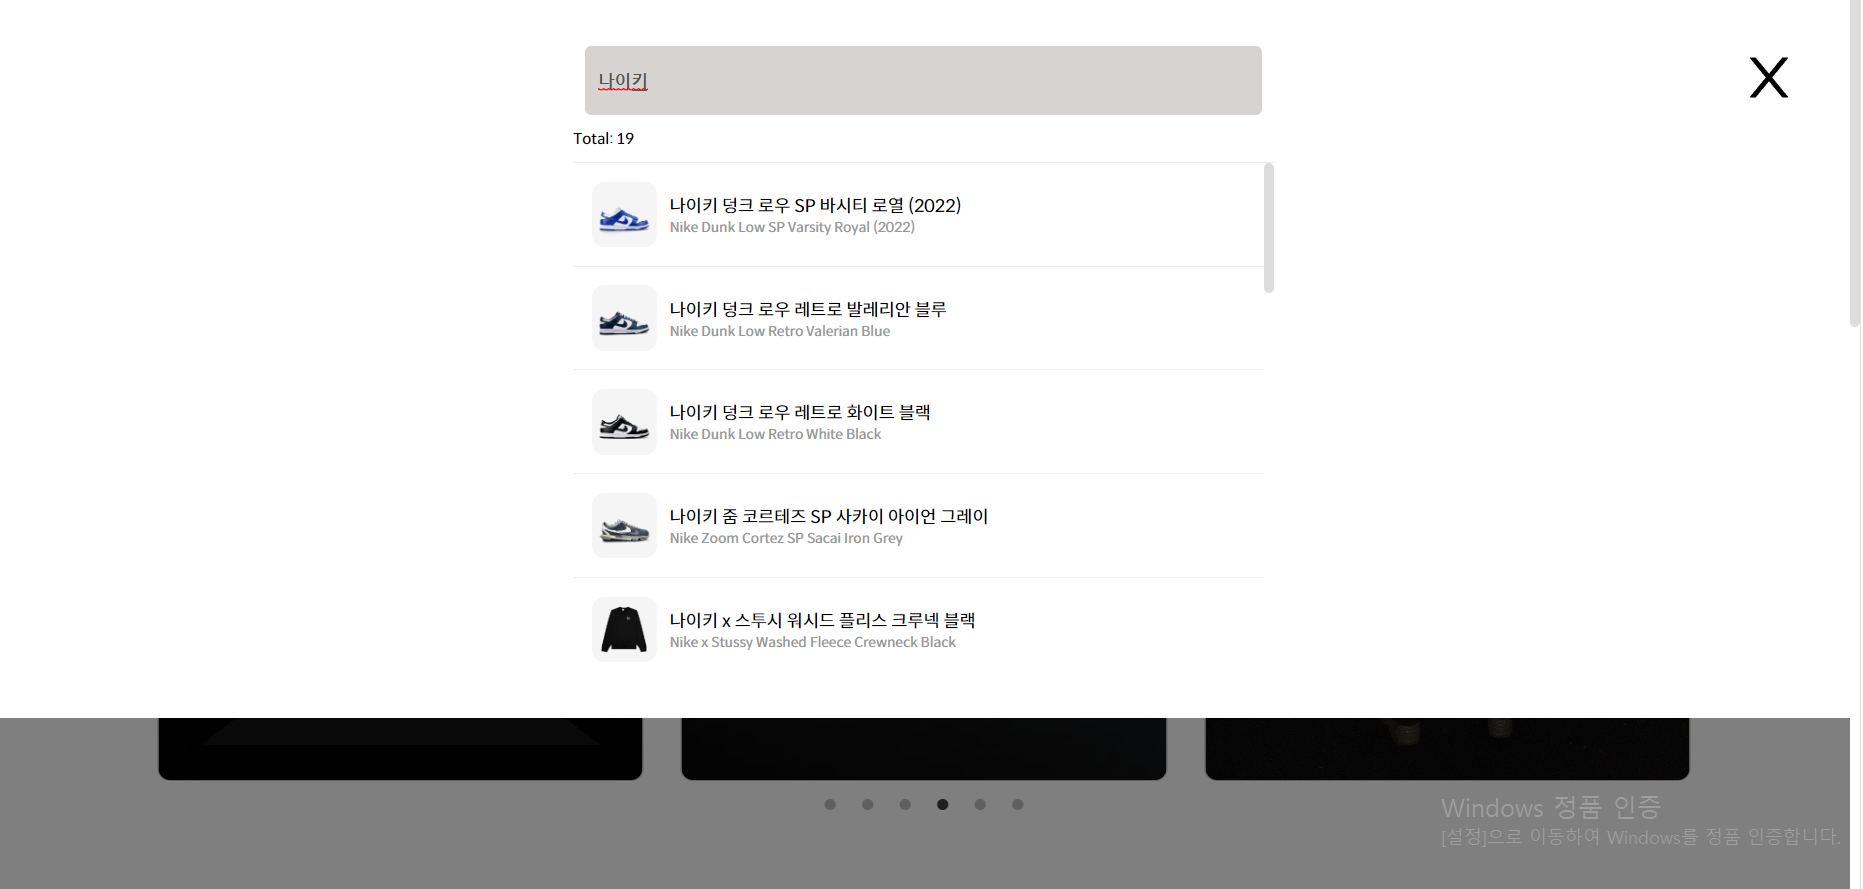 나이키
X
Total: 19
나이키 덩크 로우 SP 바시티 로열 (2022)
Nike Dunk Low SP Varsity Royal (2022)
나이키 덩크 로우 레트로 발레리안 블루
Nike Dunk Low Retro Valerian Blue
나이키 덩크 로우 레트로 화이트 블랙
Nike Dunk Low Retro White Black
나이키 줌 코르테즈 SP 사카이 아이언 그레이
Nike Zoom Cortez SP Sacai Iron Grey
나이키 x 스투시 워시드 플리스 크루넥 블랙
Nike x Stussy Washed Fleece Crewneck Black
Windows 정품 인증
[설정]으로 이동하여 Windows를 정품 인증합니다.